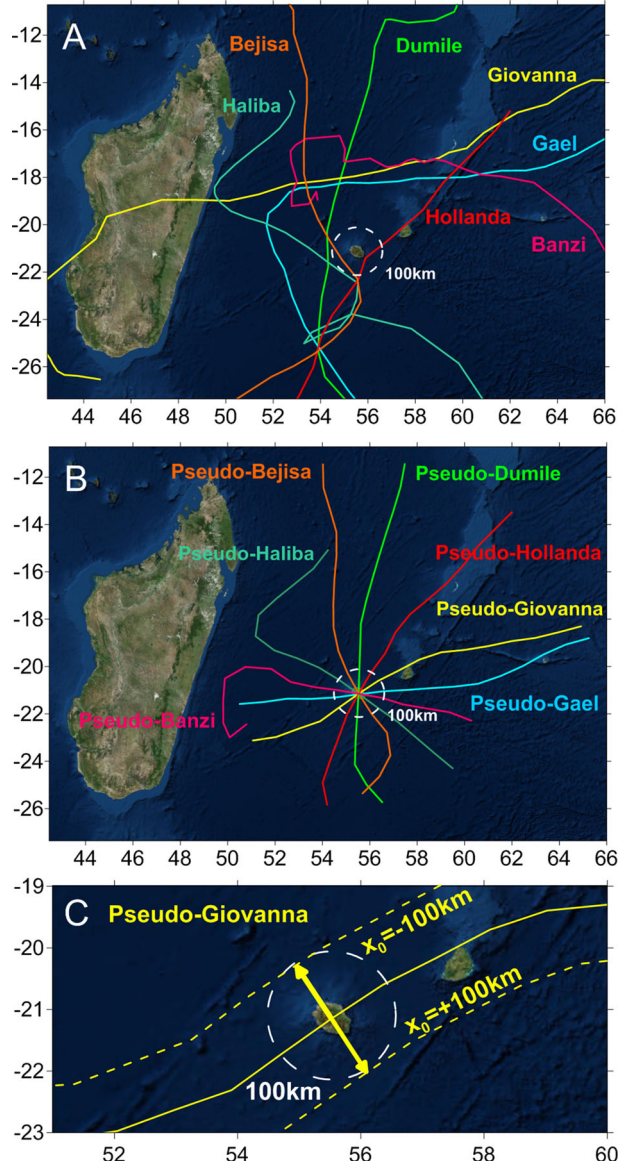 A
Bejisa
Dumile
Haliba
Giovanna
Gael
Hollanda
Banzi
100km
-12
-14
-16
-18
-20
-22
-24
-26
44 46 48 50 52 54 56 58 60 62 64 66
B
Pseudo-Bejisa
Pseudo-Dumile
Pseudo-Haliba
Pseudo-Hollanda
Pseudo-Giovanna
Pseudo-Banzi
Pseudo-Gael
100km
-12
-14
-16
-18
-20
-22
-24
-26
44 46 48 50 52 54 56 58 60 62 64 66
C
Pseudo-Giovanna
x₀=-100km
x₀=+100km
100km
-19
-20
-21
-22
-23
52 54 56 58 60